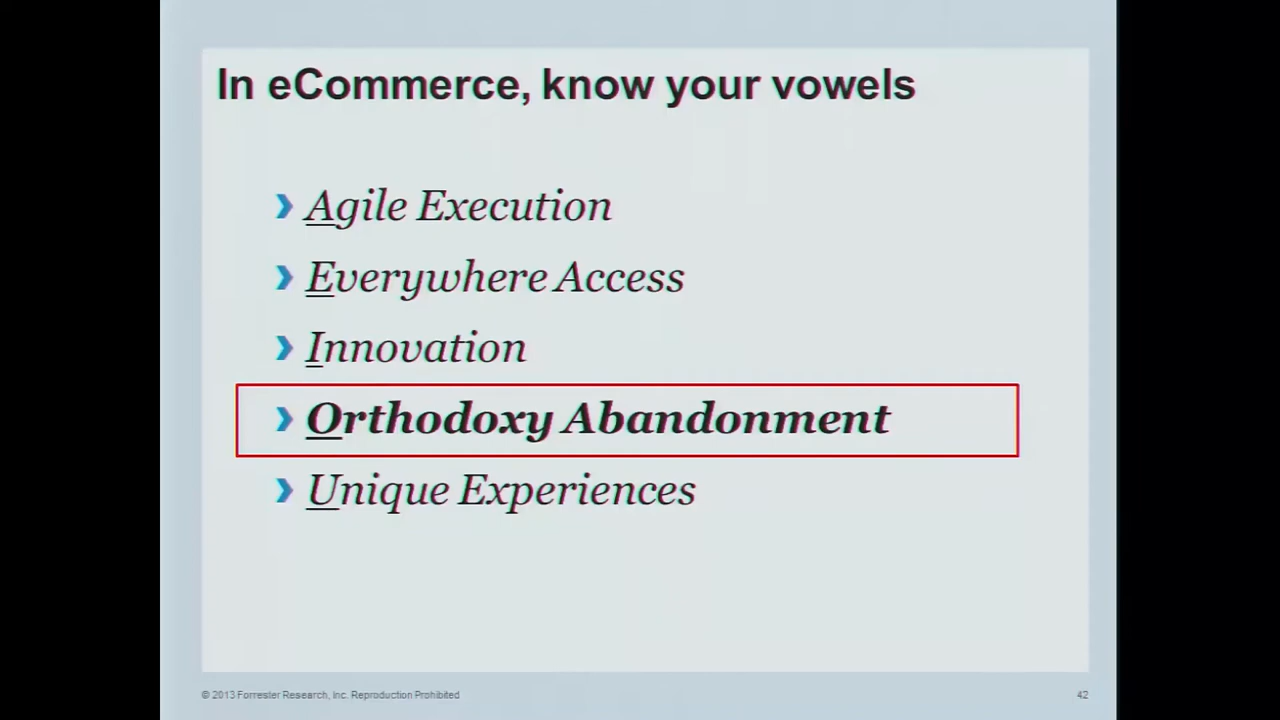 In eCommerce, know your vowels
› Agile Execution
› Everywhere Access
› Innovation
› Orthodoxy Abandonment
› Unique Experiences
© 2013 Forrester Research, Inc. Reproduction Prohibited
42